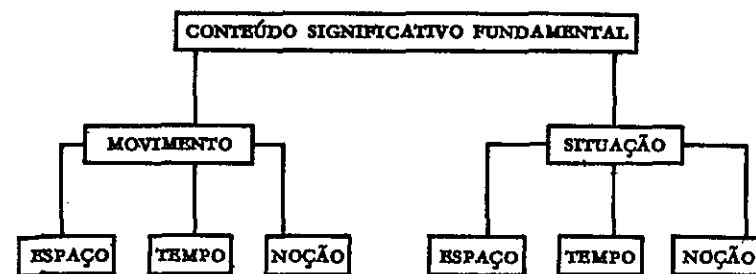 CONTEÚDO SIGNIFICATIVO FUNDAMENTAL
MOVIMENTO SITUAÇÃO
ESPAÇO TEMPO NOÇÃO ESPAÇO TEMPO NOÇÃO